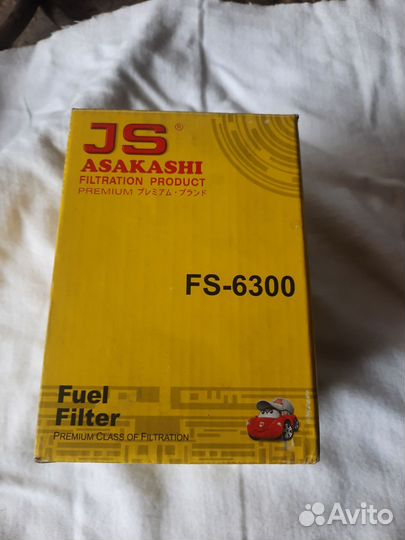 JS®
ASAKASHI
FILTRATION PRODUCT
PREMIUM プレミアム・ブランド
FS-6300
Fuel
Filter
PREMIUM CLASS OF FILTRATION
Avito